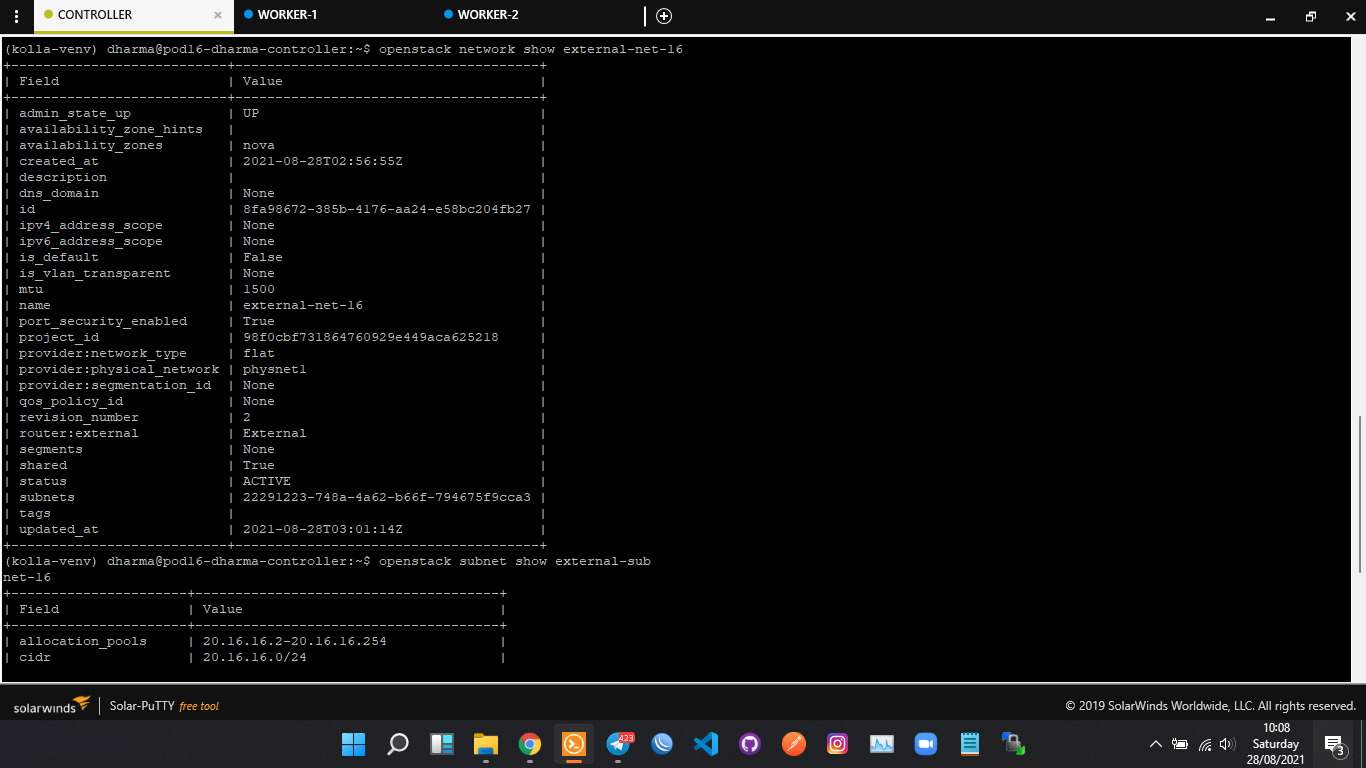 CONTROLLER × WORKER-1 WORKER-2
(kolla-venv) dharma@pod16-dharma-controller:~$ openstack network show external-net-16
+---------------------------+--------------------------------------+
| Field | Value |
+---------------------------+--------------------------------------+
| admin_state_up | UP |
| availability_zone_hints | |
| availability_zones | nova |
| created_at | 2021-08-28T02:56:55Z |
| description | |
| dns_domain | None |
| id | 8fa98672-385b-4176-aa24-e58bc204fb27 |
| ipv4_address_scope | None |
| ipv6_address_scope | None |
| is_default | False |
| is_vlan_transparent | None |
| mtu | 1500 |
| name | external-net-16 |
| port_security_enabled | True |
| project_id | 98f0cbf731864760929e449aca625218 |
| provider:network_type | flat |
| provider:physical_network | physnet1 |
| provider:segmentation_id | None |
| qos_policy_id | None |
| revision_number | 2 |
| router:external | External |
| segments | None |
| shared | True |
| status | ACTIVE |
| subnets | 22291223-748a-4a62-b66f-794675f9cca3 |
| tags | |
| updated_at | 2021-08-28T03:01:14Z |
+---------------------------+--------------------------------------+
(kolla-venv) dharma@pod16-dharma-controller:~$ openstack subnet show external-sub
net-16
+----------------------+--------------------------------------+
| Field | Value |
+----------------------+--------------------------------------+
| allocation_pools | 20.16.16.2-20.16.16.254 |
| cidr | 20.16.16.0/24 |
solarwinds | Solar-PuTTY free tool © 2019 SolarWinds Worldwide, LLC. All rights reserved.
423
10:08
Saturday
28/08/2021
3